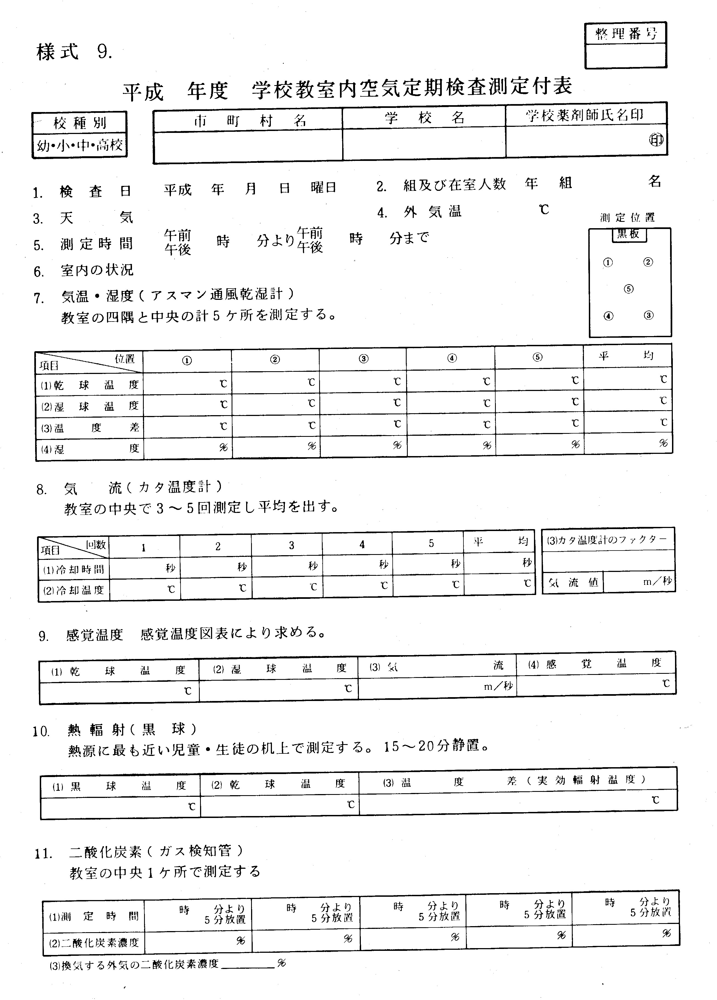 整理番号
様式 9.
平成 年度 学校教室内空気定期検査測定付表
校種別
幼・小・中・高校
市町村名 学校名 学校薬剤師氏名印
㊞
1. 検査日 平成 年 月 日 曜日 2. 組及び在室人数 年 組 名
3. 天気 4. 外気温 ℃
測定位置
黒板
① ②
⑤
④ ③
5. 測定時間 午前 時 分より 午前 時 分まで
午後 午後
6. 室内の状況
7. 気温・湿度(アスマン通風乾湿計)
教室の四隅と中央の計5ケ所を測定する。
項目 位置 ① ② ③ ④ ⑤ 平均
(1)乾球温度 ℃ ℃ ℃ ℃ ℃ ℃
(2)湿球温度 ℃ ℃ ℃ ℃ ℃ ℃
(3)温度差 ℃ ℃ ℃ ℃ ℃ ℃
(4)湿度 % % % % % %
8. 気流(カタ温度計)
教室の中央で3〜5回測定し平均を出す。
項目 回数 1 2 3 4 5 平均
(1)冷却時間 秒 秒 秒 秒 秒 秒
(2)冷却温度 ℃ ℃ ℃ ℃ ℃ ℃
(3)カタ温度計のファクター
気流値 m/秒
9. 感覚温度 感覚温度図表により求める。
(1)乾球温度 (2)湿球温度 (3)気流 (4)感覚温度
℃ ℃ m/秒 ℃
10. 熱輻射(黒球)
熱源に最も近い児童・生徒の机上で測定する。15〜20分静置。
(1)黒球温度 (2)乾球温度 (3)温度差(実効輻射温度)
℃ ℃ ℃
11. 二酸化炭素(ガス検知管)
教室の中央1ケ所で測定する
(1)測定時間 時 分より 時 分より 時 分より 時 分より 時 分より
5分放置 5分放置 5分放置 5分放置 5分放置
(2)二酸化炭素濃度 % % % % %
(3)換気する外気の二酸化炭素濃度 %